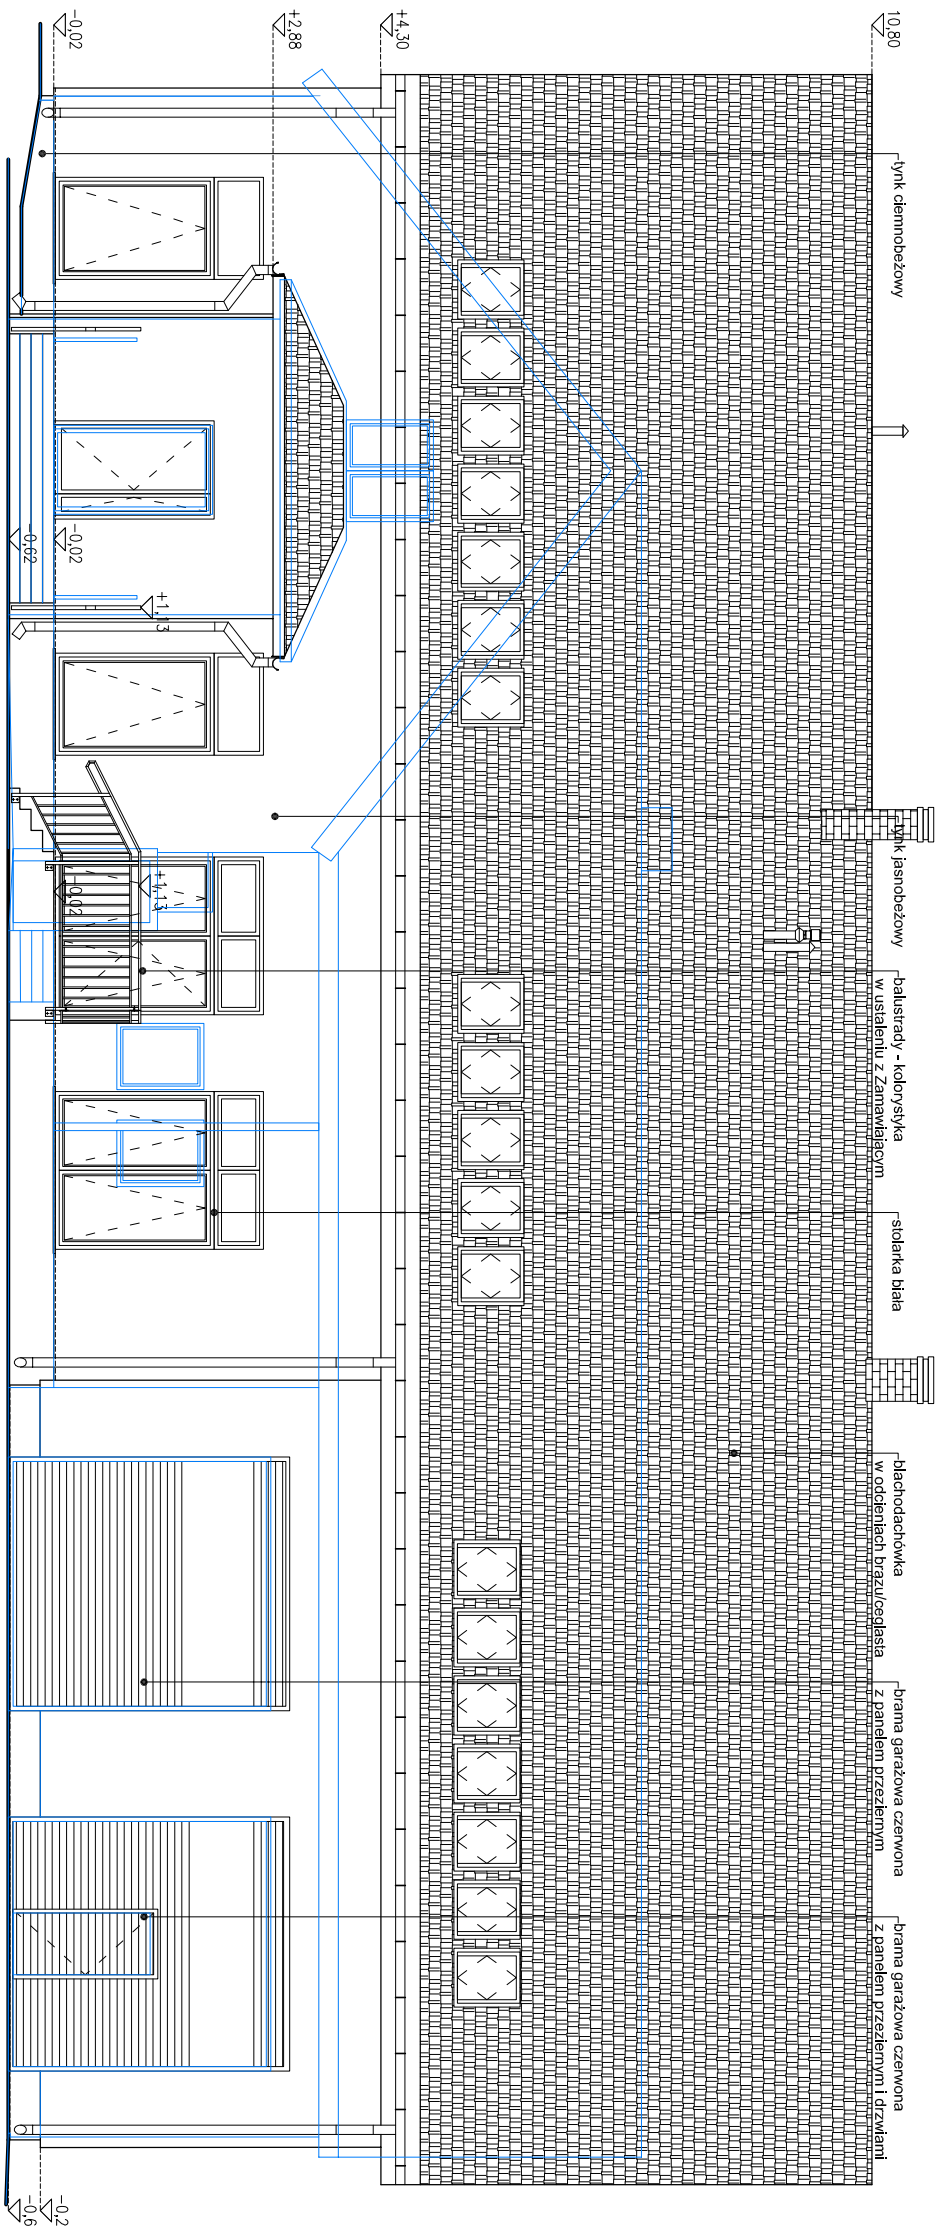 10,80
+4,30
+2,88
-0,02
tynk ciemnobeżowy
tynk jasnobeżowy
balustrady - kolorystyka
w ustaleniu z Zamawiającym
stolarka biała
blachodachówka
w odcieniach brązu/ceglasta
brama garażowa czerwona
z panelem przeziernym
brama garażowa czerwona
z panelem przeziernym i drzwiami
+1,13
-0,02
-0,62
+1,13
-0,02
-0,2
-0,6